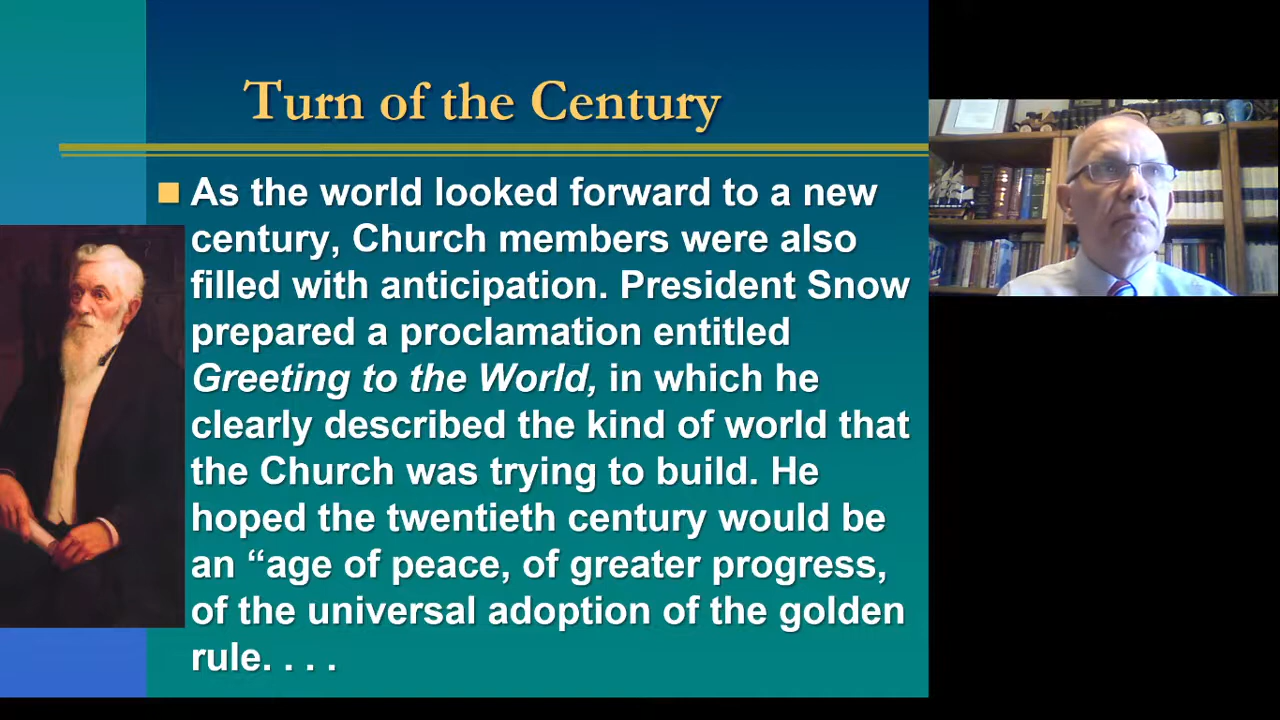 Turn of the Century
As the world looked forward to a new
century, Church members were also
filled with anticipation. President Snow
prepared a proclamation entitled
Greeting to the World, in which he
clearly described the kind of world that
the Church was trying to build. He
hoped the twentieth century would be
an “age of peace, of greater progress,
of the universal adoption of the golden
rule. . . .